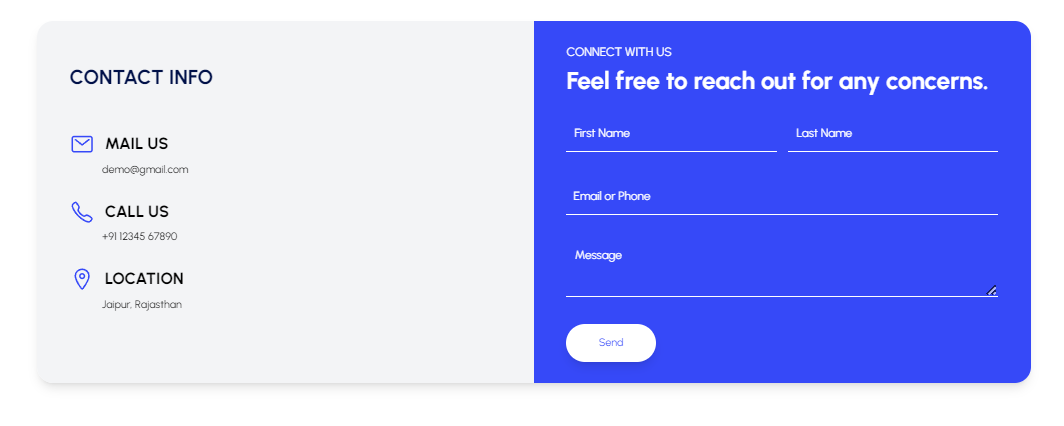 CONTACT INFO
MAIL US
demo@gmail.com
CALL US
+91 12345 67890
LOCATION
Jaipur, Rajasthan
CONNECT WITH US
Feel free to reach out for any concerns.
First Name
Last Name
Email or Phone
Message
Send